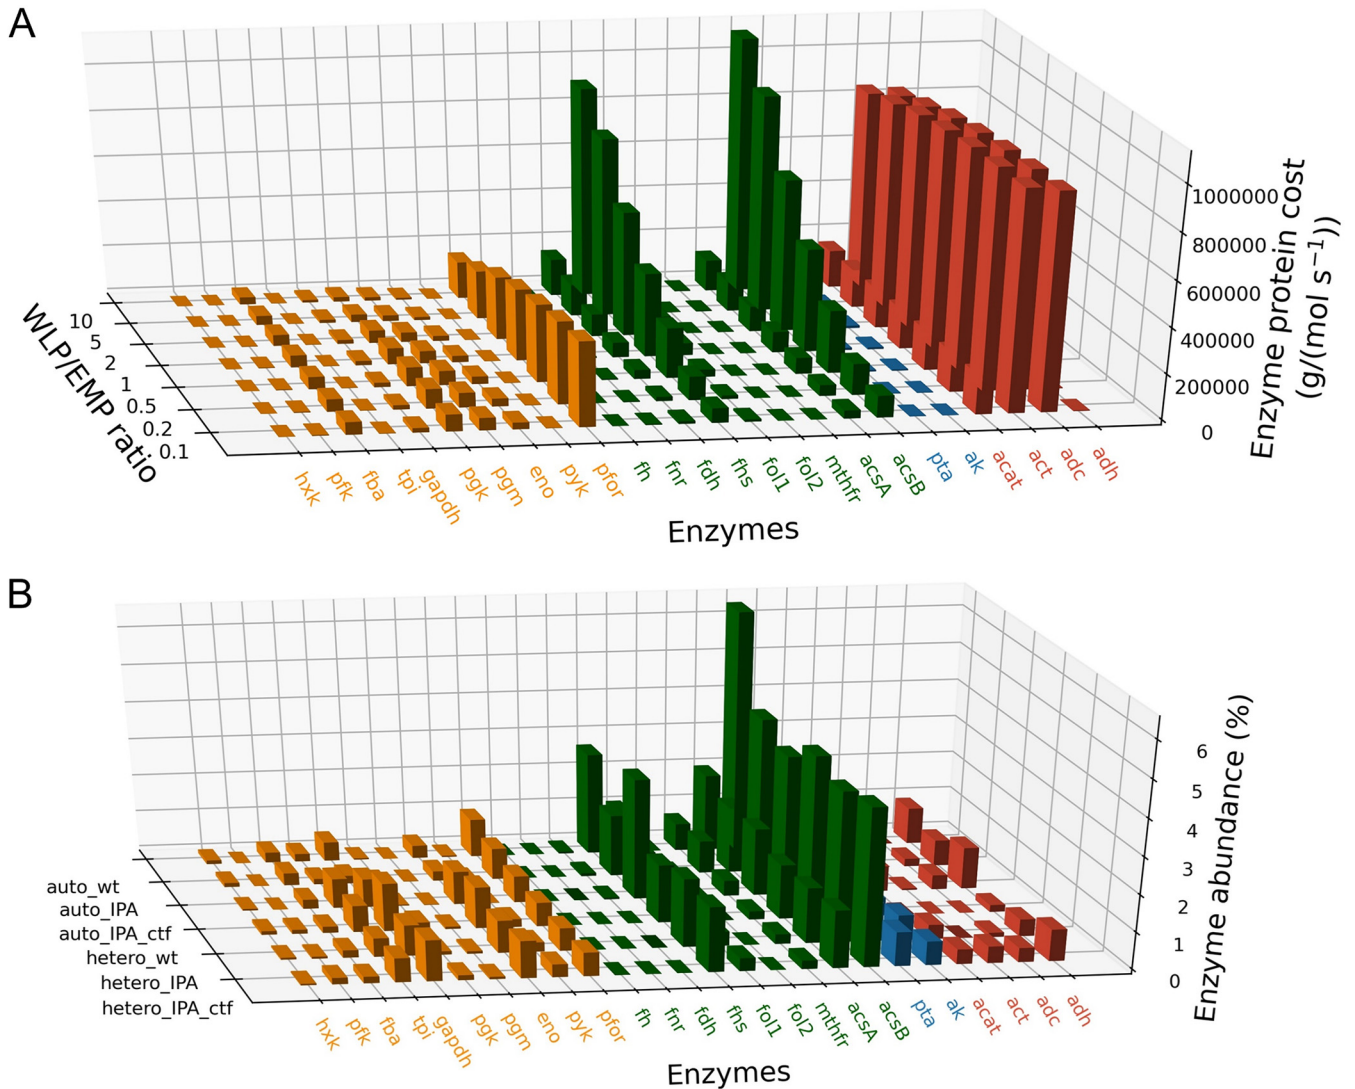 A
1000000
800000
600000
400000
200000
0
Enzyme protein cost
(g/(mol s⁻¹))
10
5
2
1
0.5
0.2
0.1
WLP/EMP ratio
hxk
pfk
fba
tpi
gapdh
pgk
pgm
eno
pyk
pfor
fh
fnr
fdh
fhs
fol1
fol2
mthfr
acsA
acsB
pta
ak
acat
act
adc
adh
Enzymes
B
6
5
4
3
2
1
0
Enzyme abundance (%)
auto_wt
auto_IPA
auto_IPA_ctf
hetero_wt
hetero_IPA
hetero_IPA_ctf
hxk
pfk
fba
tpi
gapdh
pgk
pgm
eno
pyk
pfor
fh
fnr
fdh
fhs
fol1
fol2
mthfr
acsA
acsB
pta
ak
acat
act
adc
adh
Enzymes